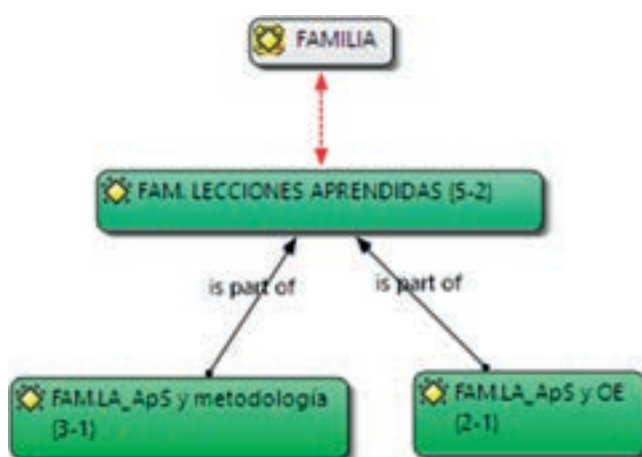 FAMILIA
FAM. LECCIONES APRENDIDAS {5-2}
is part of
is part of
FAM.LA_ApS y metodología
{3-1}
FAM.LA_ApS y OE
{2-1}